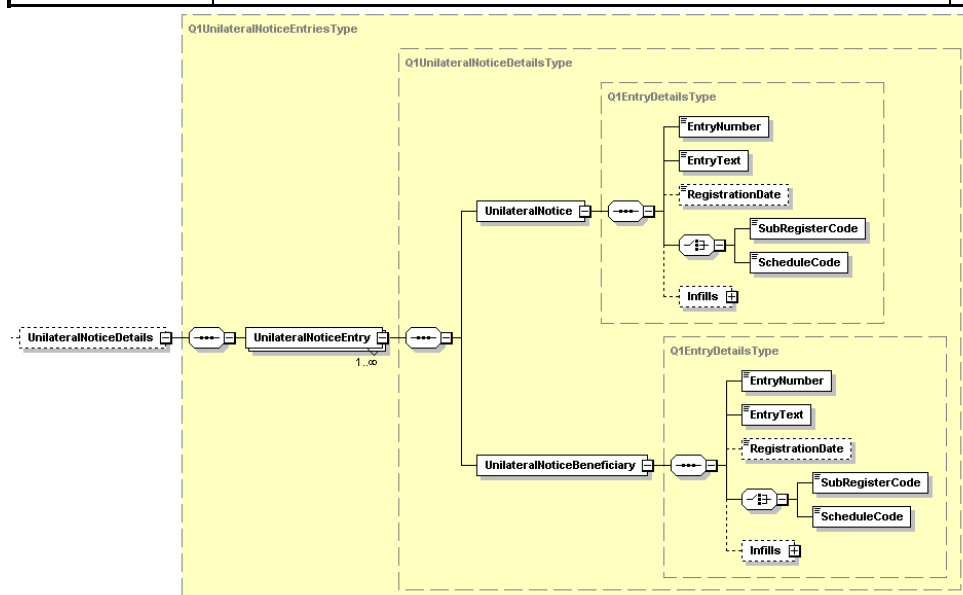 Q1UnilateralNoticeEntriesType
Q1UnilateralNoticeDetailsType
Q1EntryDetailsType
EntryNumber
EntryText
RegistrationDate
UnilateralNotice
SubRegisterCode
ScheduleCode
Infills
UnilateralNoticeDetails
UnilateralNoticeEntry
1..∞
Q1EntryDetailsType
EntryNumber
EntryText
RegistrationDate
UnilateralNoticeBeneficiary
SubRegisterCode
ScheduleCode
Infills